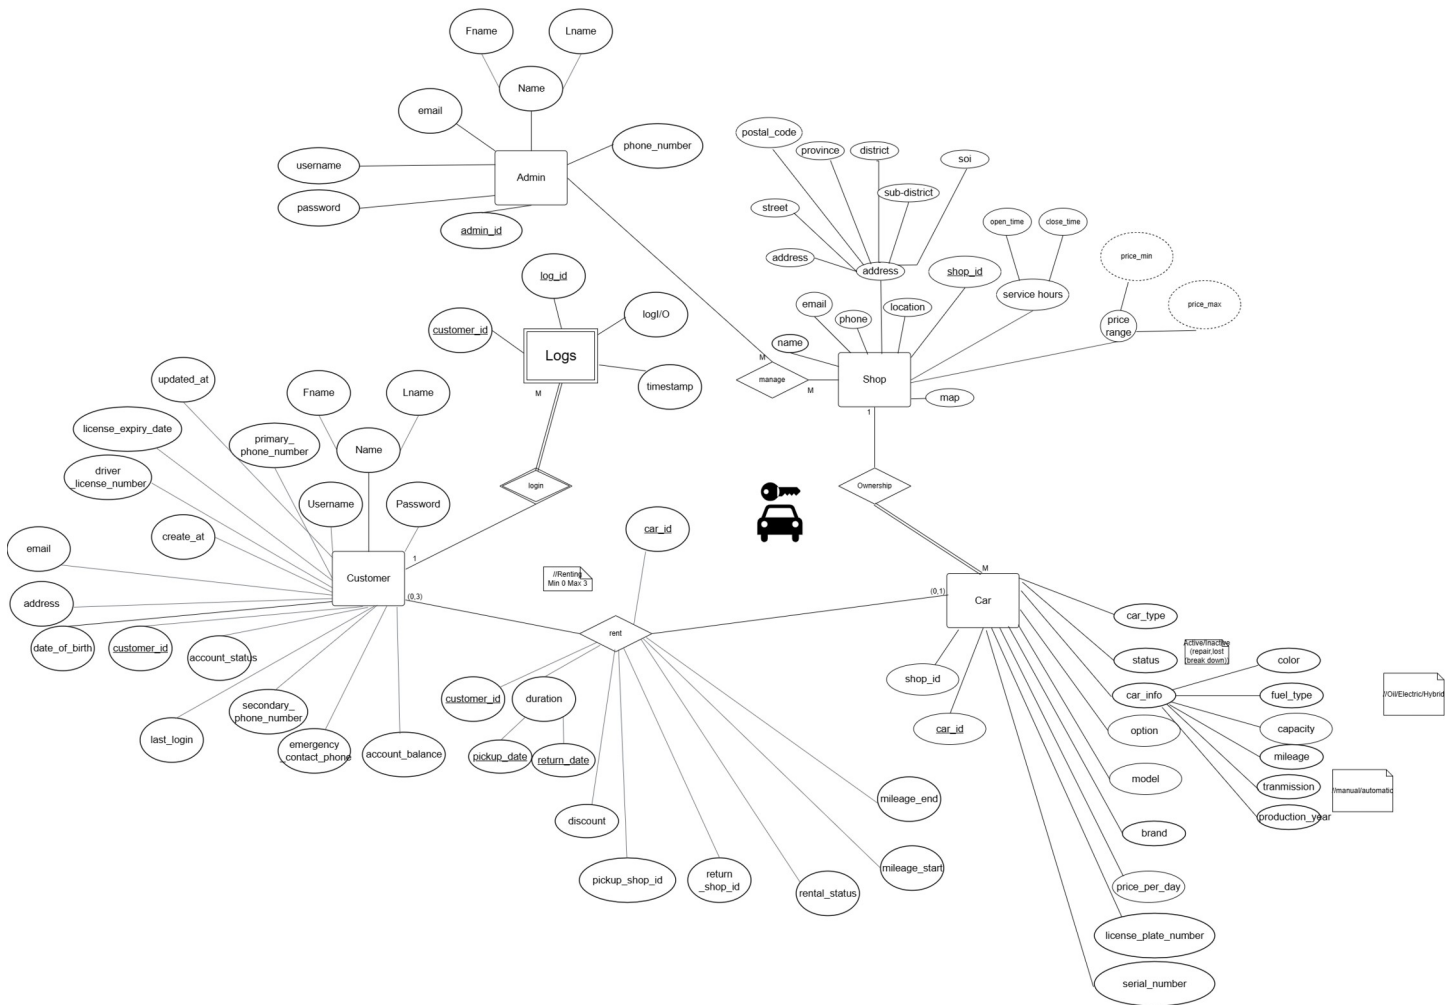 Fname
Lname
Name
email
phone_number
username
Admin
password
admin_id
postal_code
province
district
soi
sub-district
street
open_time
close_time
address
address
shop_id
service hours
price_min
price_max
email
phone
location
price
range
name
Shop
map
M
manage
M
1
log_id
logI/O
customer_id
Logs
timestamp
M
updated_at
Fname
Lname
license_expiry_date
primary_
phone_number
Name
driver
_license_number
Username
Password
login
Ownership
create_at
email
1
Customer
(0,3)
address
date_of_birth
customer_id
account_status
last_login
secondary_
phone_number
emergency
_contact_phone
account_balance
//Renting
Min 0 Max 3
car_id
rent
(0,1)
M
Car
customer_id
duration
pickup_date
return_date
discount
pickup_shop_id
return
_shop_id
rental_status
mileage_start
mileage_end
shop_id
car_id
car_type
status
Active/Inactive
(repair,lost
(break down))
car_info
color
fuel_type
//Oil/Electric/Hybrid
capacity
mileage
tranmission
//manual/automatic
production_year
option
model
brand
price_per_day
license_plate_number
serial_number